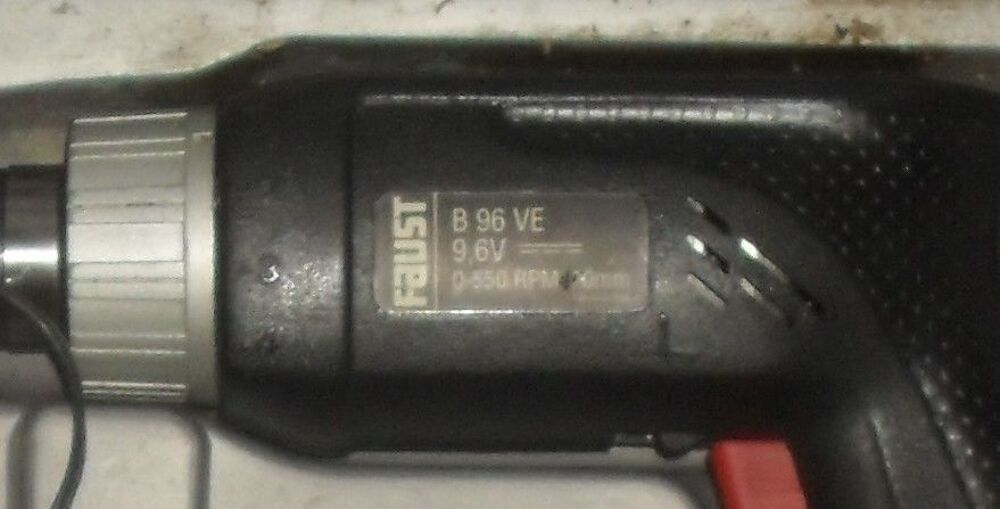 FAUST
B 96 VE
9,6V
0-550 RPM